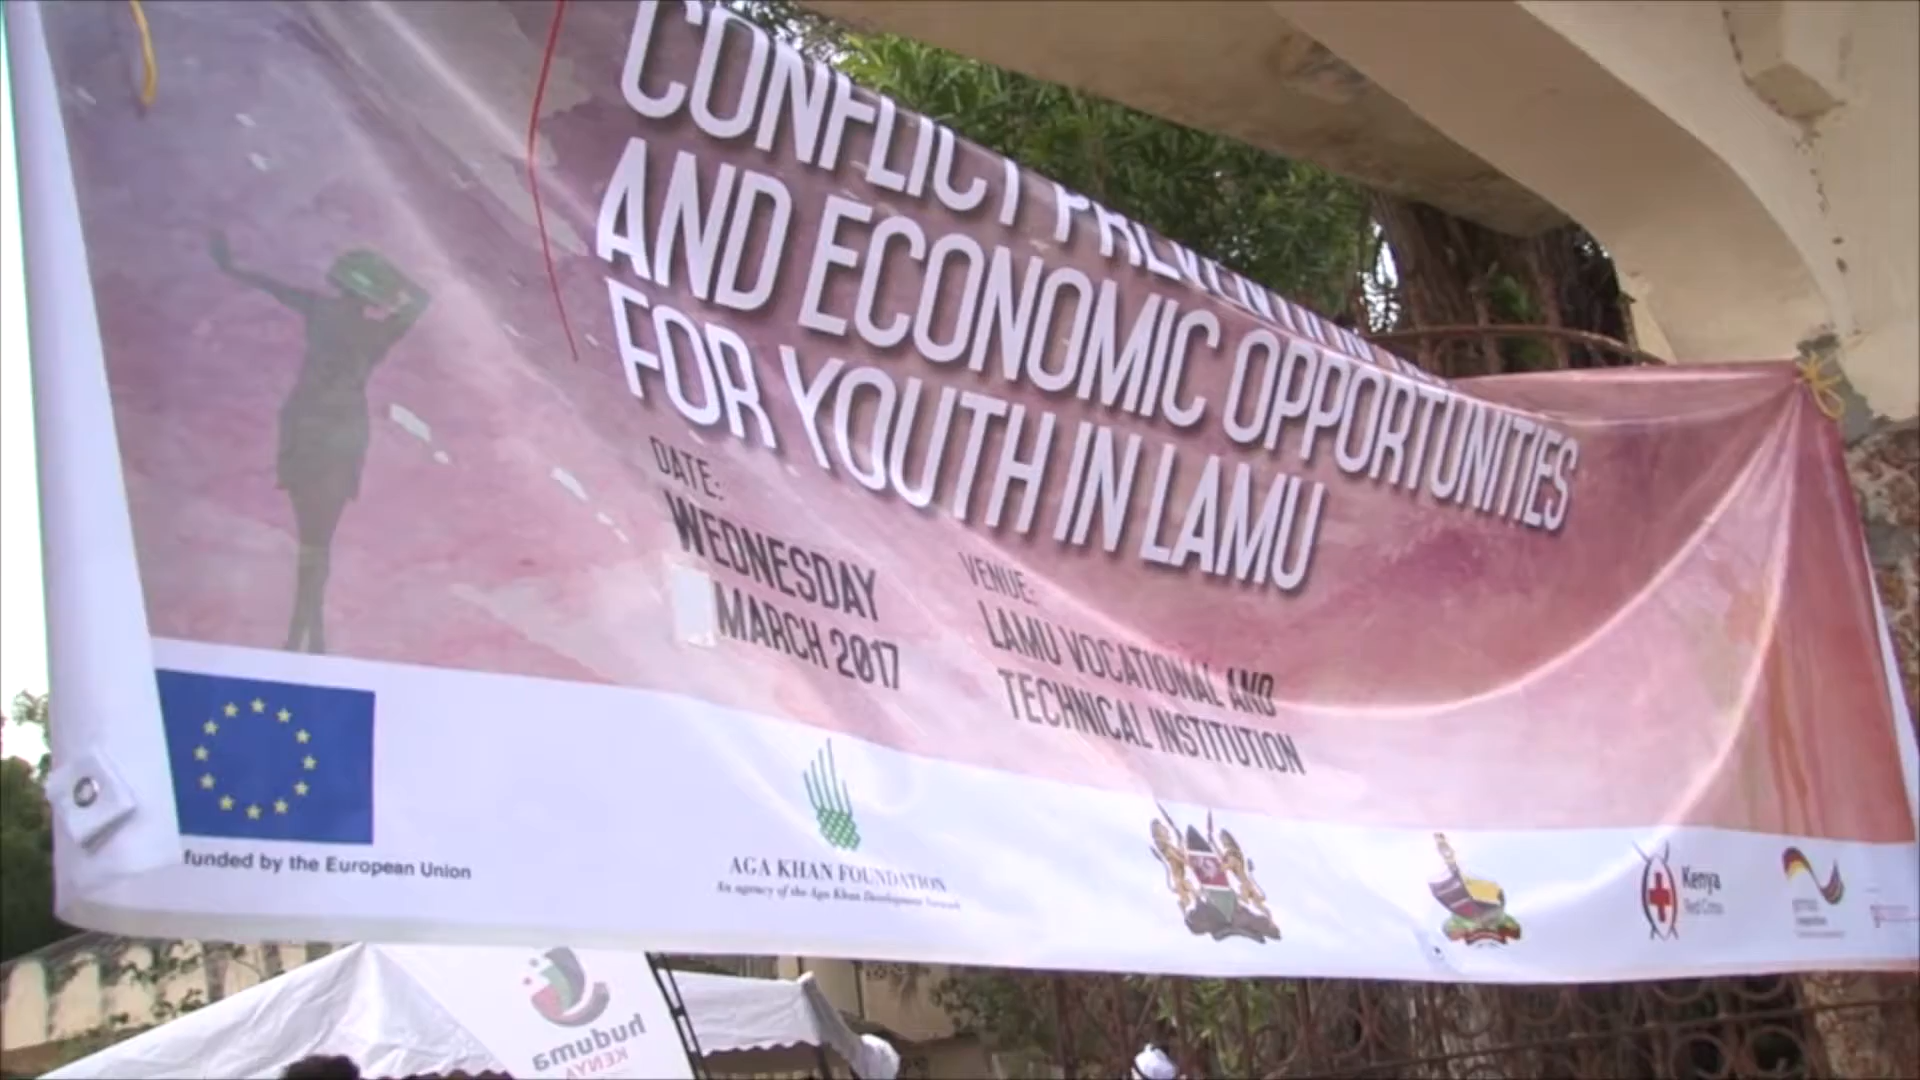 CONFLICT PREVENTION
AND ECONOMIC OPPORTUNITIES
FOR YOUTH IN LAMU
DATE:
WEDNESDAY
MARCH 2017
VENUE:
LAMU VOCATIONAL AND
TECHNICAL INSTITUTION
funded by the European Union
AGA KHAN FOUNDATION
An agency of the Aga Khan Development Network
Kenya
Red Cross
huduma
KENYA